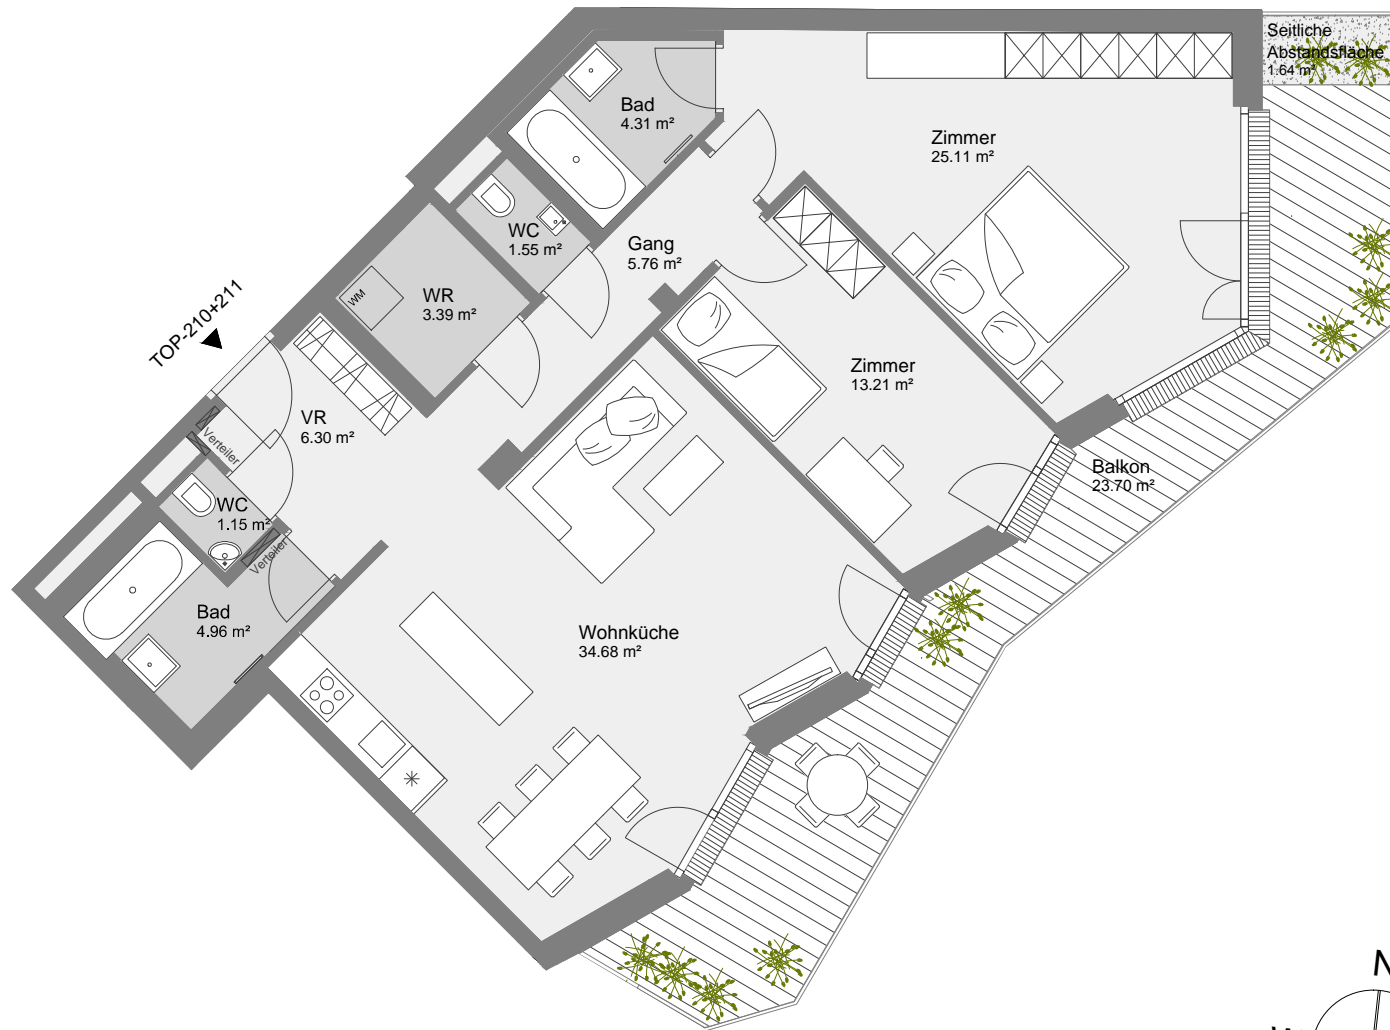 Seitliche
Abstandsfläche
1.64 m²
Bad
4.31 m²
Zimmer
25.11 m²
WC
1.55 m²
Gang
5.76 m²
WR
3.39 m²
WM
TOP-210+211
Zimmer
13.21 m²
VR
6.30 m²
Verteiler
Balkon
23.70 m²
WC
1.15 m²
Verteiler
Bad
4.96 m²
Wohnküche
34.68 m²
N